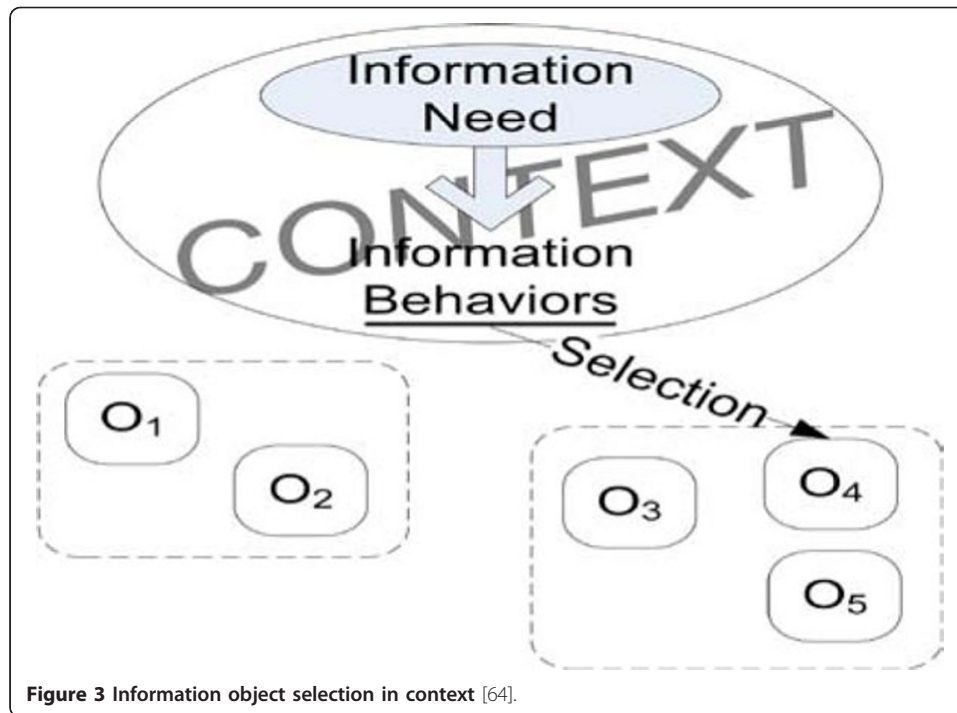 Information
Need
CONTEXT
Information
Behaviors
Selection
O₁
O₂
O₃
O₄
O₅
Figure 3 Information object selection in context [64].